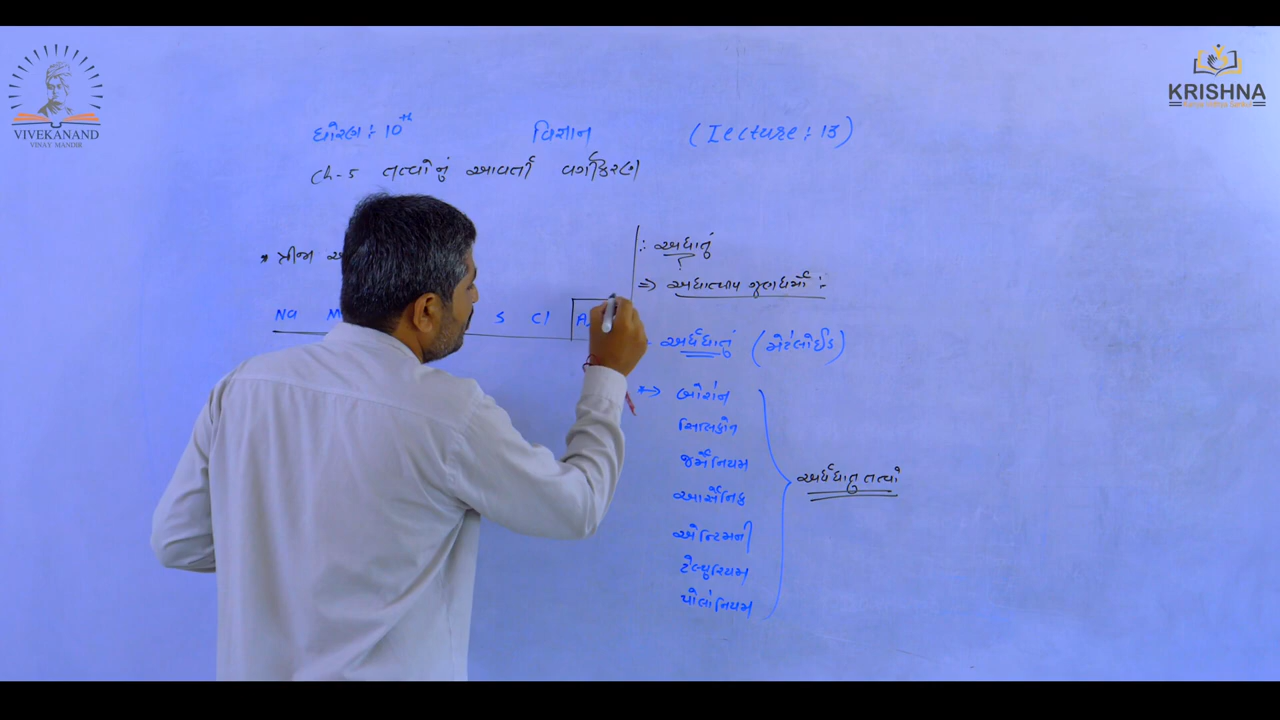 VIVEKANAND
VINAY MANDIR
KRISHNA
ધોરણ : 10th વિજ્ઞાન (Lecture : 13)
Ch-5 તત્વોનું આવર્તી વર્ગીકરણ
* ત્રીજા
Na M S Cl A
: અધાતું
⇒ અધાત્વીય ગુણધર્મો :
અર્ધધાતું (મેટલોઈડ)
બોરોન
સિલિકોન
જર્મેનિયમ
આર્સેનિક
એન્ટિમની
ટેલ્યુરિયમ
પોલોનિયમ
અર્ધધાતુ તત્વો